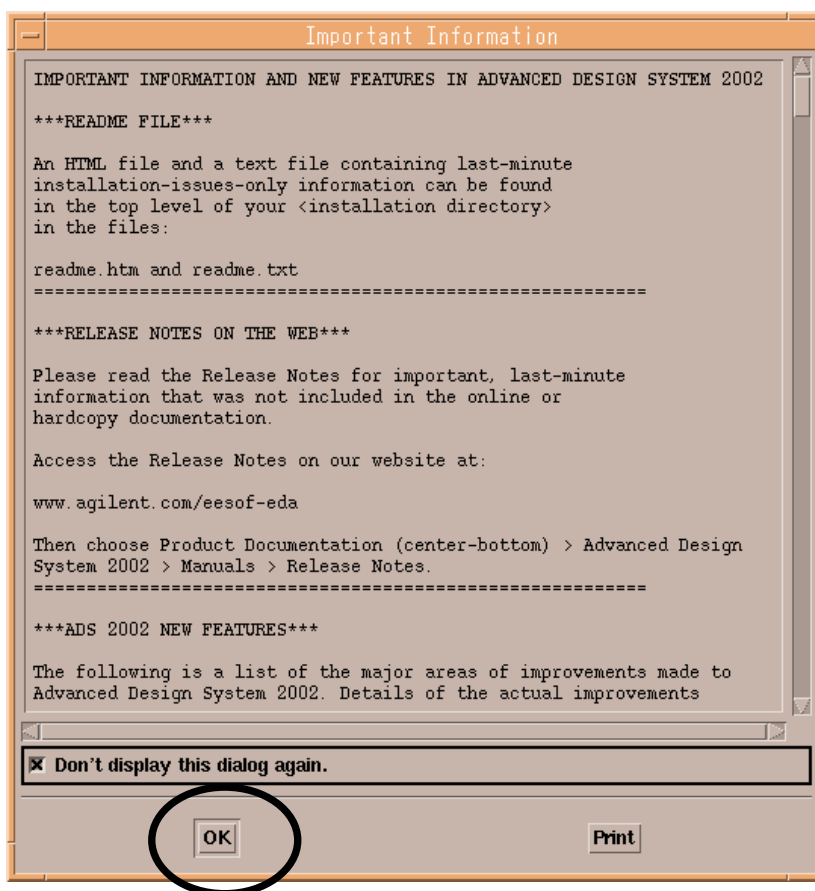 Important Information
IMPORTANT INFORMATION AND NEW FEATURES IN ADVANCED DESIGN SYSTEM 2002
***README FILE***
An HTML file and a text file containing last-minute
installation-issues-only information can be found
in the top level of your <installation directory>
in the files:
readme.htm and readme.txt
==========================================================
***RELEASE NOTES ON THE WEB***
Please read the Release Notes for important, last-minute
information that was not included in the online or
hardcopy documentation.
Access the Release Notes on our website at:
www.agilent.com/eesof-eda
Then choose Product Documentation (center-bottom) > Advanced Design
System 2002 > Manuals > Release Notes.
==========================================================
***ADS 2002 NEW FEATURES***
The following is a list of the major areas of improvements made to
Advanced Design System 2002. Details of the actual improvements
Don't display this dialog again.
OK
Print